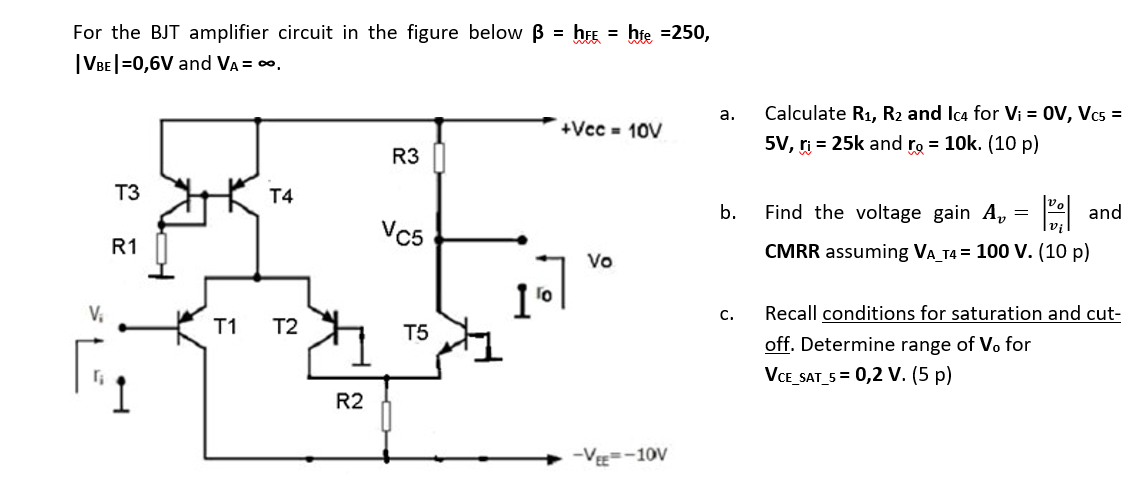 For the BJT amplifier circuit in the figure below β = hFE = hfe =250,
|VBE|=0,6V and VA = ∞.
a. Calculate R1, R2 and IC4 for Vi = 0V, VC5 =
5V, ri = 25k and ro = 10k. (10 p)
b. Find the voltage gain Av = |vo/vi| and
CMRR assuming VA_T4 = 100 V. (10 p)
c. Recall conditions for saturation and cut-
off. Determine range of Vo for
VCE_SAT_5 = 0,2 V. (5 p)
+Vcc = 10V
R3
T3
T4
VC5
R1
Vo
ro
Vi
T1
T2
T5
ri
R2
-VEE=-10V